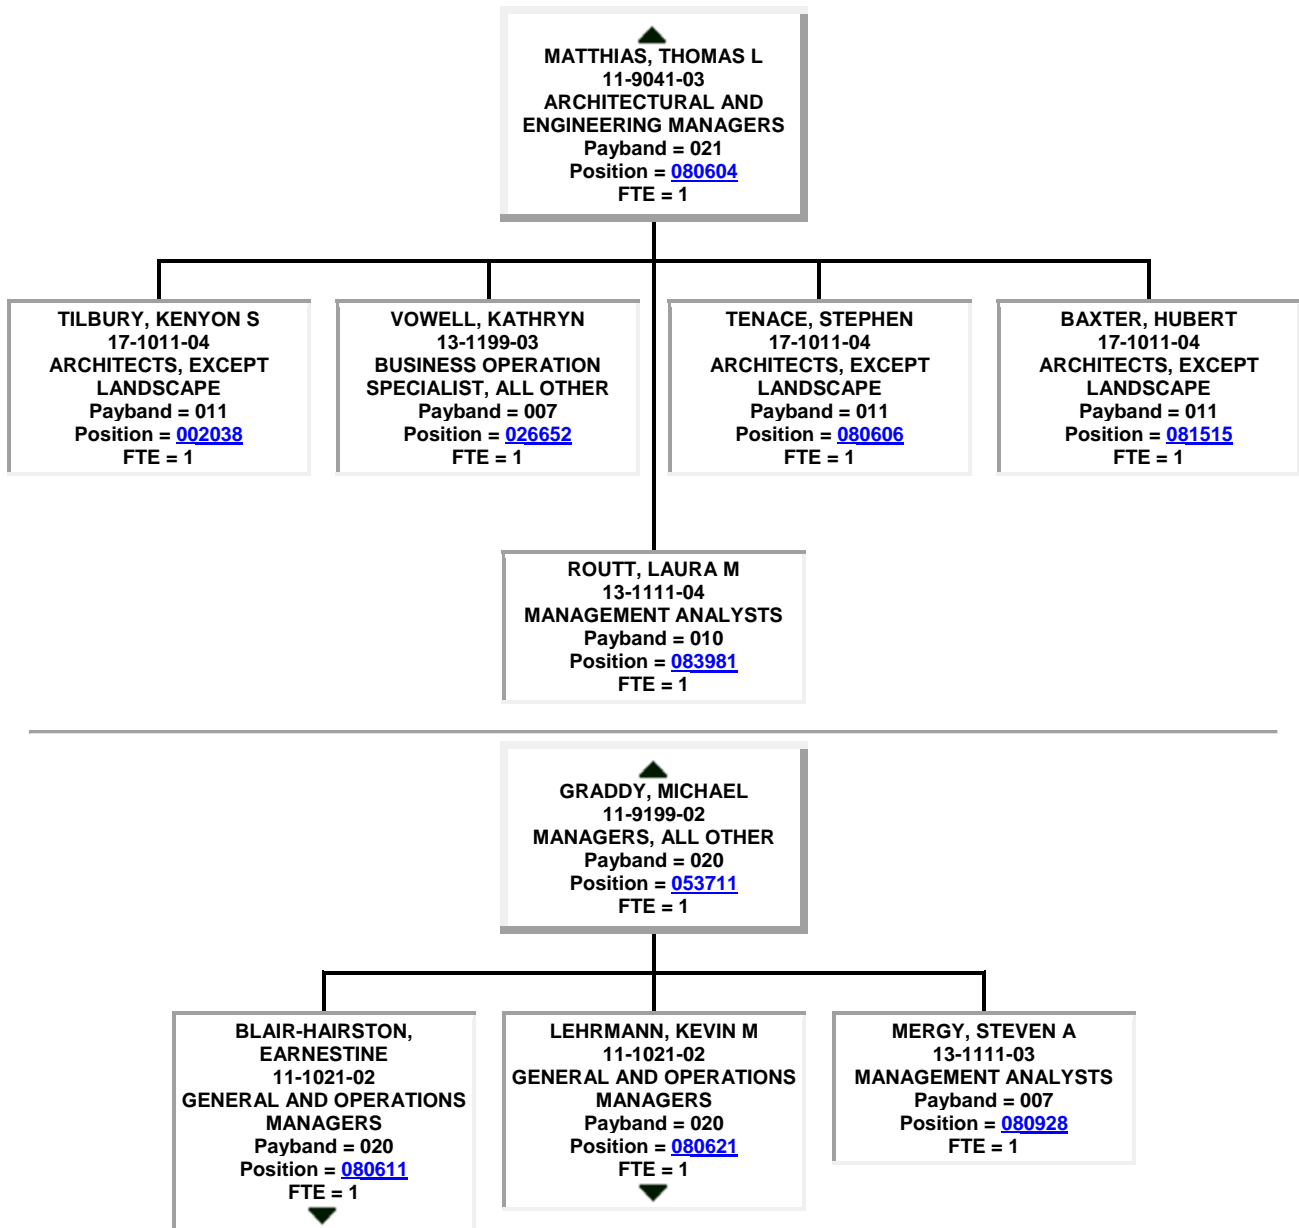 MATTHIAS, THOMAS L
11-9041-03
ARCHITECTURAL AND
ENGINEERING MANAGERS
Payband = 021
Position = 080604
FTE = 1
TILBURY, KENYON S
17-1011-04
ARCHITECTS, EXCEPT
LANDSCAPE
Payband = 011
Position = 002038
FTE = 1
VOWELL, KATHRYN
13-1199-03
BUSINESS OPERATION
SPECIALIST, ALL OTHER
Payband = 007
Position = 026652
FTE = 1
TENACE, STEPHEN
17-1011-04
ARCHITECTS, EXCEPT
LANDSCAPE
Payband = 011
Position = 080606
FTE = 1
BAXTER, HUBERT
17-1011-04
ARCHITECTS, EXCEPT
LANDSCAPE
Payband = 011
Position = 081515
FTE = 1
ROUTT, LAURA M
13-1111-04
MANAGEMENT ANALYSTS
Payband = 010
Position = 083981
FTE = 1
GRADDY, MICHAEL
11-9199-02
MANAGERS, ALL OTHER
Payband = 020
Position = 053711
FTE = 1
BLAIR-HAIRSTON,
EARNESTINE
11-1021-02
GENERAL AND OPERATIONS
MANAGERS
Payband = 020
Position = 080611
FTE = 1
LEHRMANN, KEVIN M
11-1021-02
GENERAL AND OPERATIONS
MANAGERS
Payband = 020
Position = 080621
FTE = 1
MERGY, STEVEN A
13-1111-03
MANAGEMENT ANALYSTS
Payband = 007
Position = 080928
FTE = 1